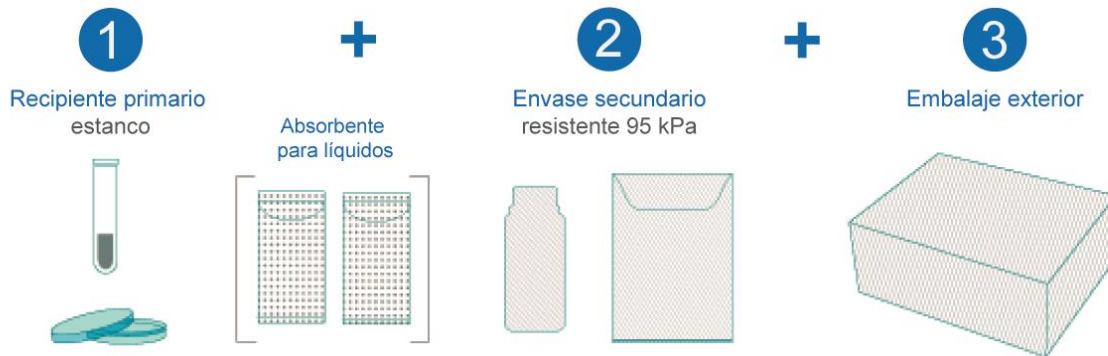 1
+
2
+
3
Recipiente primario
estanco
Absorbente
para líquidos
Envase secundario
resistente 95 kPa
Embalaje exterior